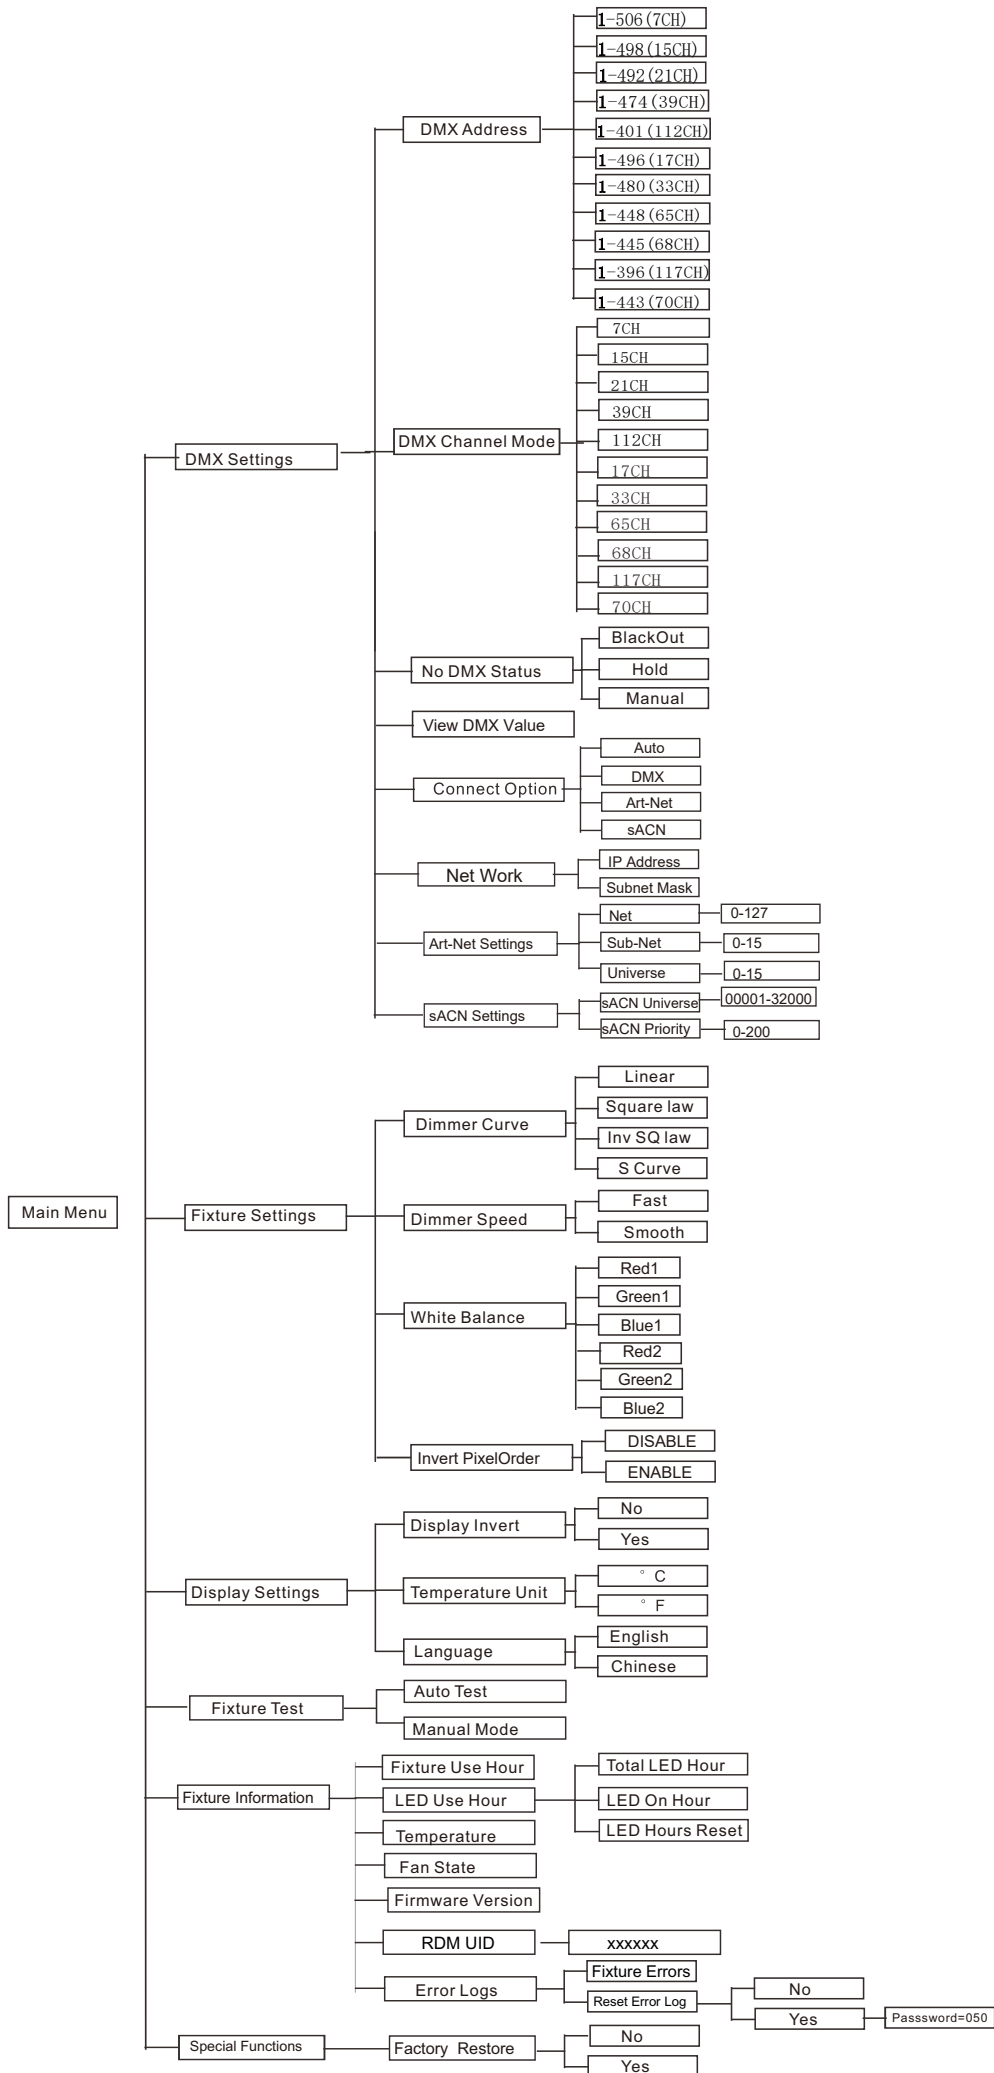 Main Menu
DMX Settings
DMX Address
1-506(7CH)
1-498(15CH)
1-492(21CH)
1-474(39CH)
1-401(112CH)
1-496(17CH)
1-480(33CH)
1-448(65CH)
1-445(68CH)
1-396(117CH)
1-443(70CH)
DMX Channel Mode
7CH
15CH
21CH
39CH
112CH
17CH
33CH
65CH
68CH
117CH
70CH
No DMX Status
BlackOut
Hold
Manual
View DMX Value
Connect Option
Auto
DMX
Art-Net
sACN
Net Work
IP Address
Subnet Mask
Art-Net Settings
Net
0-127
Sub-Net
0-15
Universe
0-15
sACN Settings
sACN Universe
00001-32000
sACN Priority
0-200
Fixture Settings
Dimmer Curve
Linear
Square law
Inv SQ law
S Curve
Dimmer Speed
Fast
Smooth
White Balance
Red1
Green1
Blue1
Red2
Green2
Blue2
Invert PixelOrder
DISABLE
ENABLE
Display Settings
Display Invert
No
Yes
Temperature Unit
° C
° F
Language
English
Chinese
Fixture Test
Auto Test
Manual Mode
Fixture Information
Fixture Use Hour
LED Use Hour
Total LED Hour
LED On Hour
LED Hours Reset
Temperature
Fan State
Firmware Version
RDM UID
xxxxxx
Error Logs
Fixture Errors
Reset Error Log
No
Yes
Passsword=050
Special Functions
Factory Restore
No
Yes